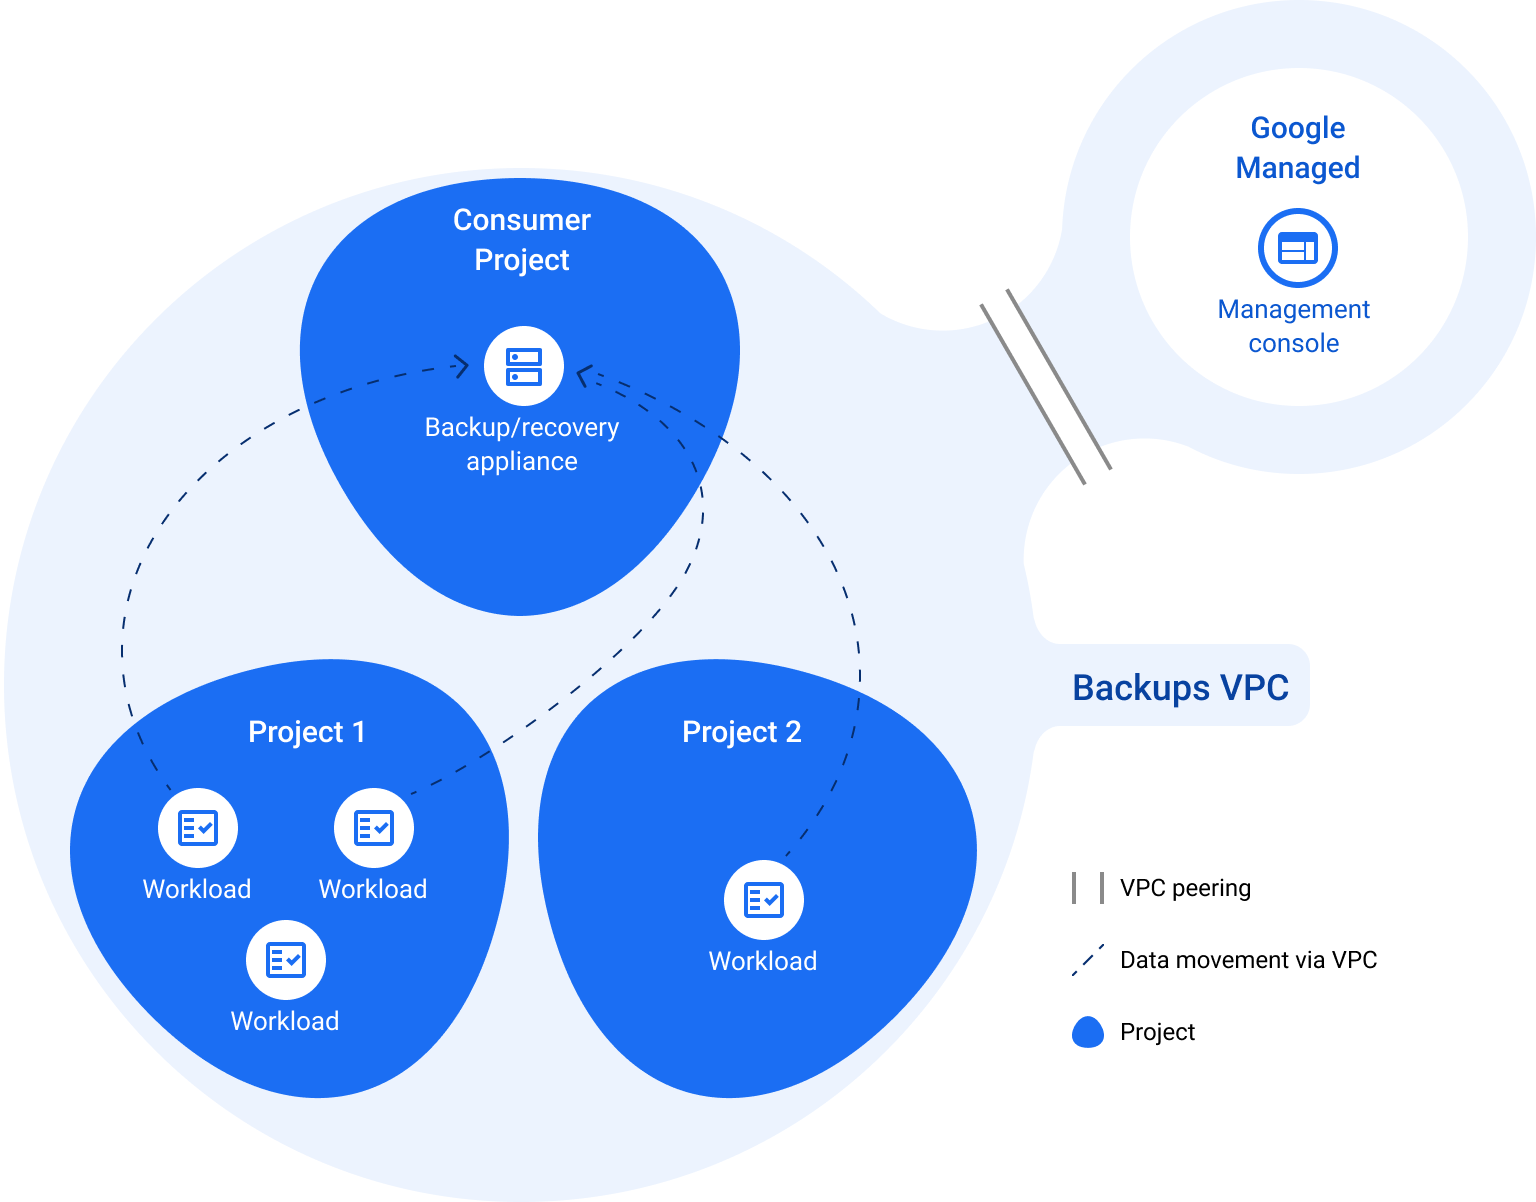 Google
Managed
Management
console
Consumer
Project
Backup/recovery
appliance
Backups VPC
Project 1
Workload
Workload
Workload
Project 2
Workload
VPC peering
Data movement via VPC
Project